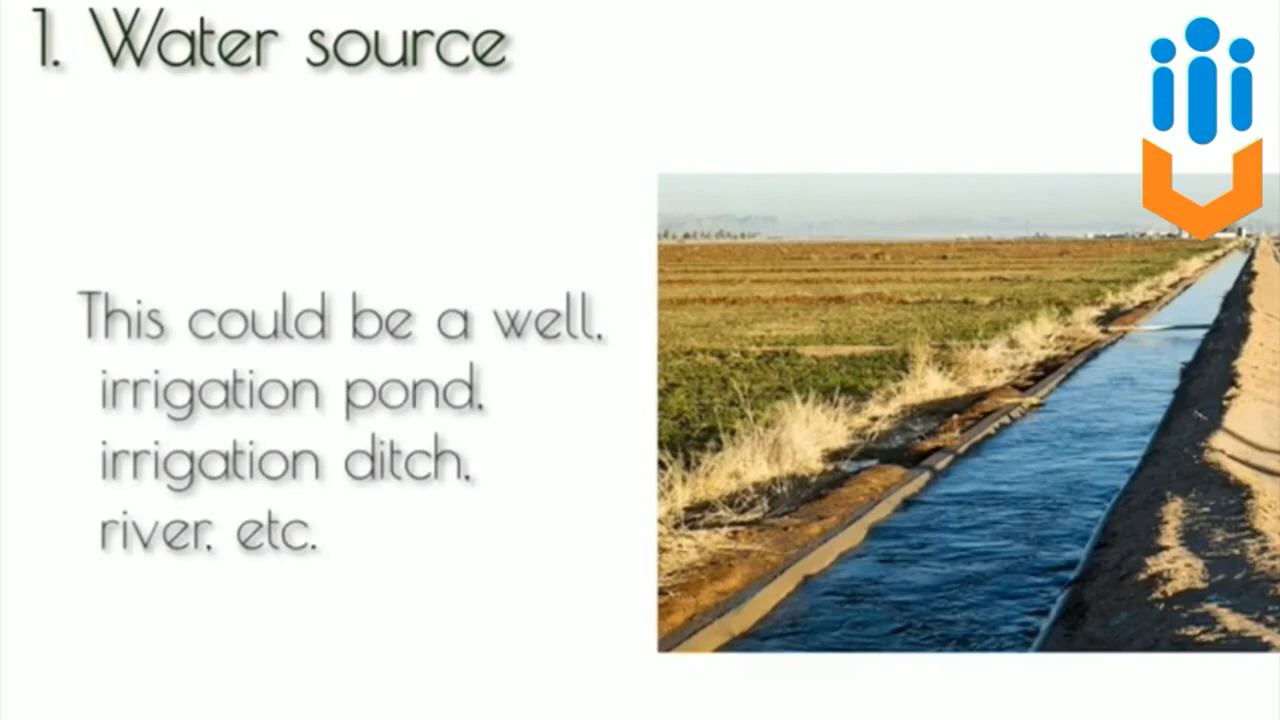 1. Water source
This could be a well,
irrigation pond,
irrigation ditch,
river, etc.